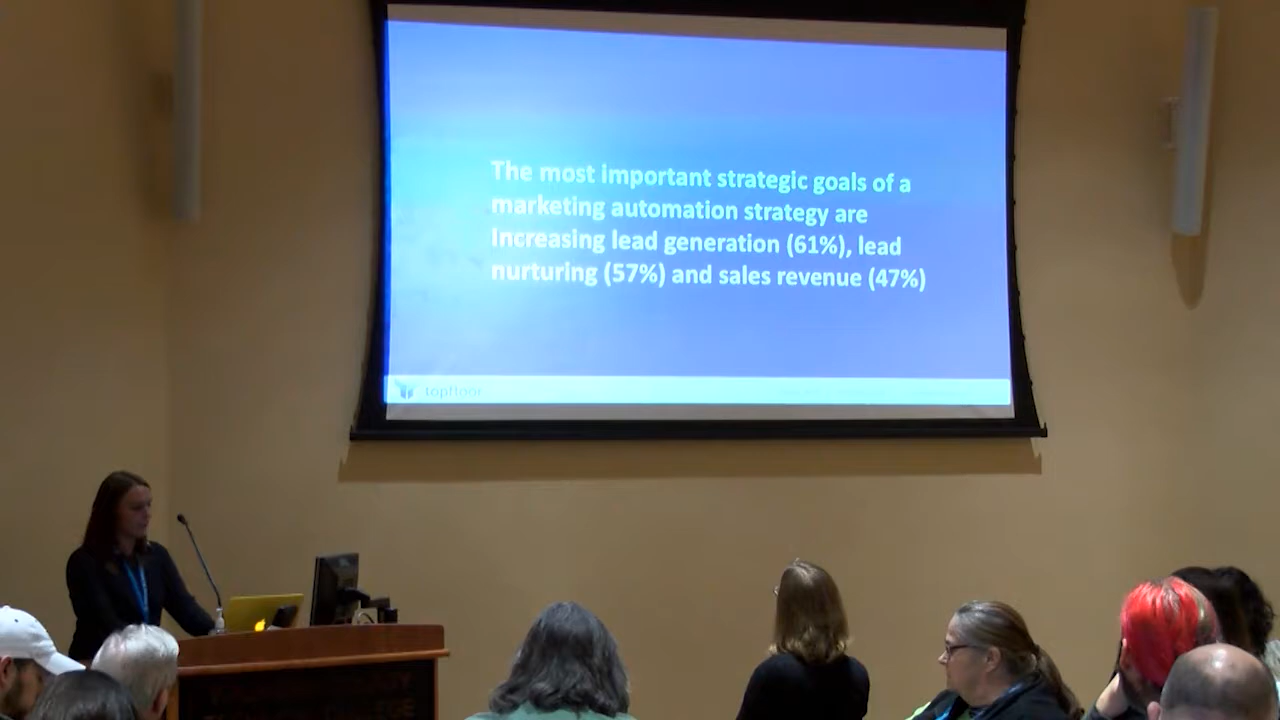 The most important strategic goals of a
marketing automation strategy are
Increasing lead generation (61%), lead
nurturing (57%) and sales revenue (47%)
topfloor